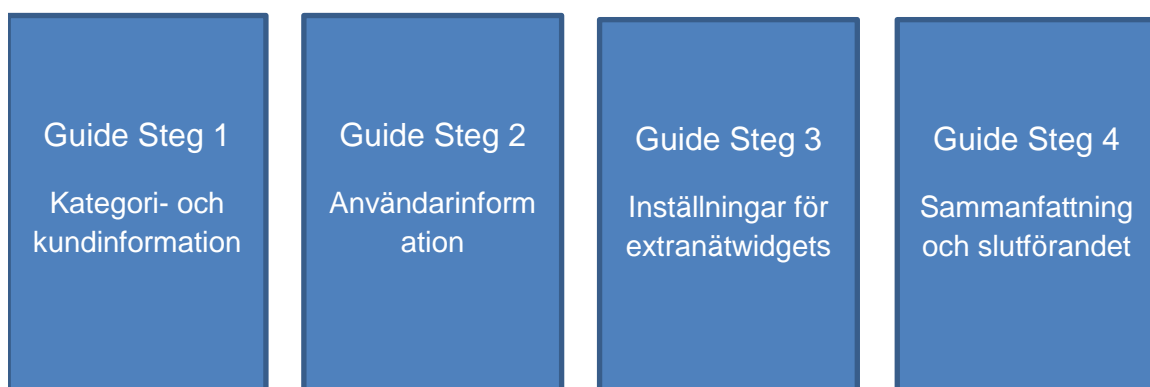 Guide Steg 1
Kategori- och
kundinformation
Guide Steg 2
Användarinform
ation
Guide Steg 3
Inställningar för
extranätwidgets
Guide Steg 4
Sammanfattning
och slutförandet